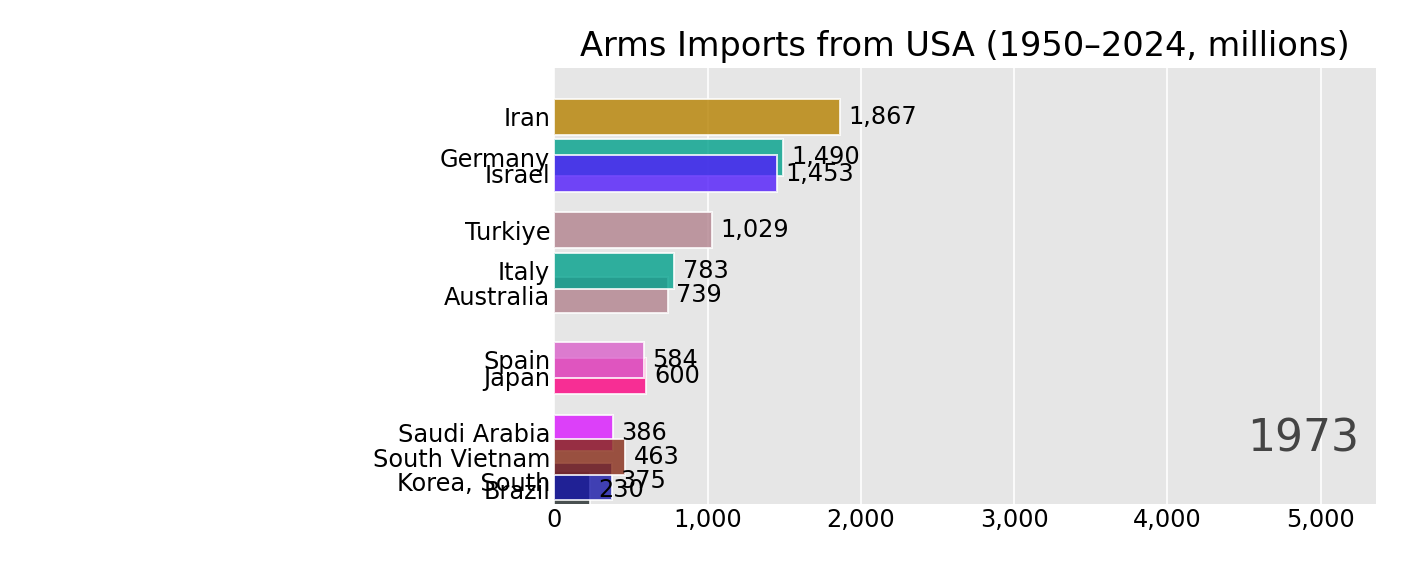 Arms Imports from USA (1950–2024, millions)
Iran 1,867
Germany 1,490
Israel 1,453
Turkiye 1,029
Italy 783
Australia 739
Spain 584
Japan 600
Saudi Arabia 386
South Vietnam 463
Korea, South 375
Brazil 230
1973
0 1,000 2,000 3,000 4,000 5,000